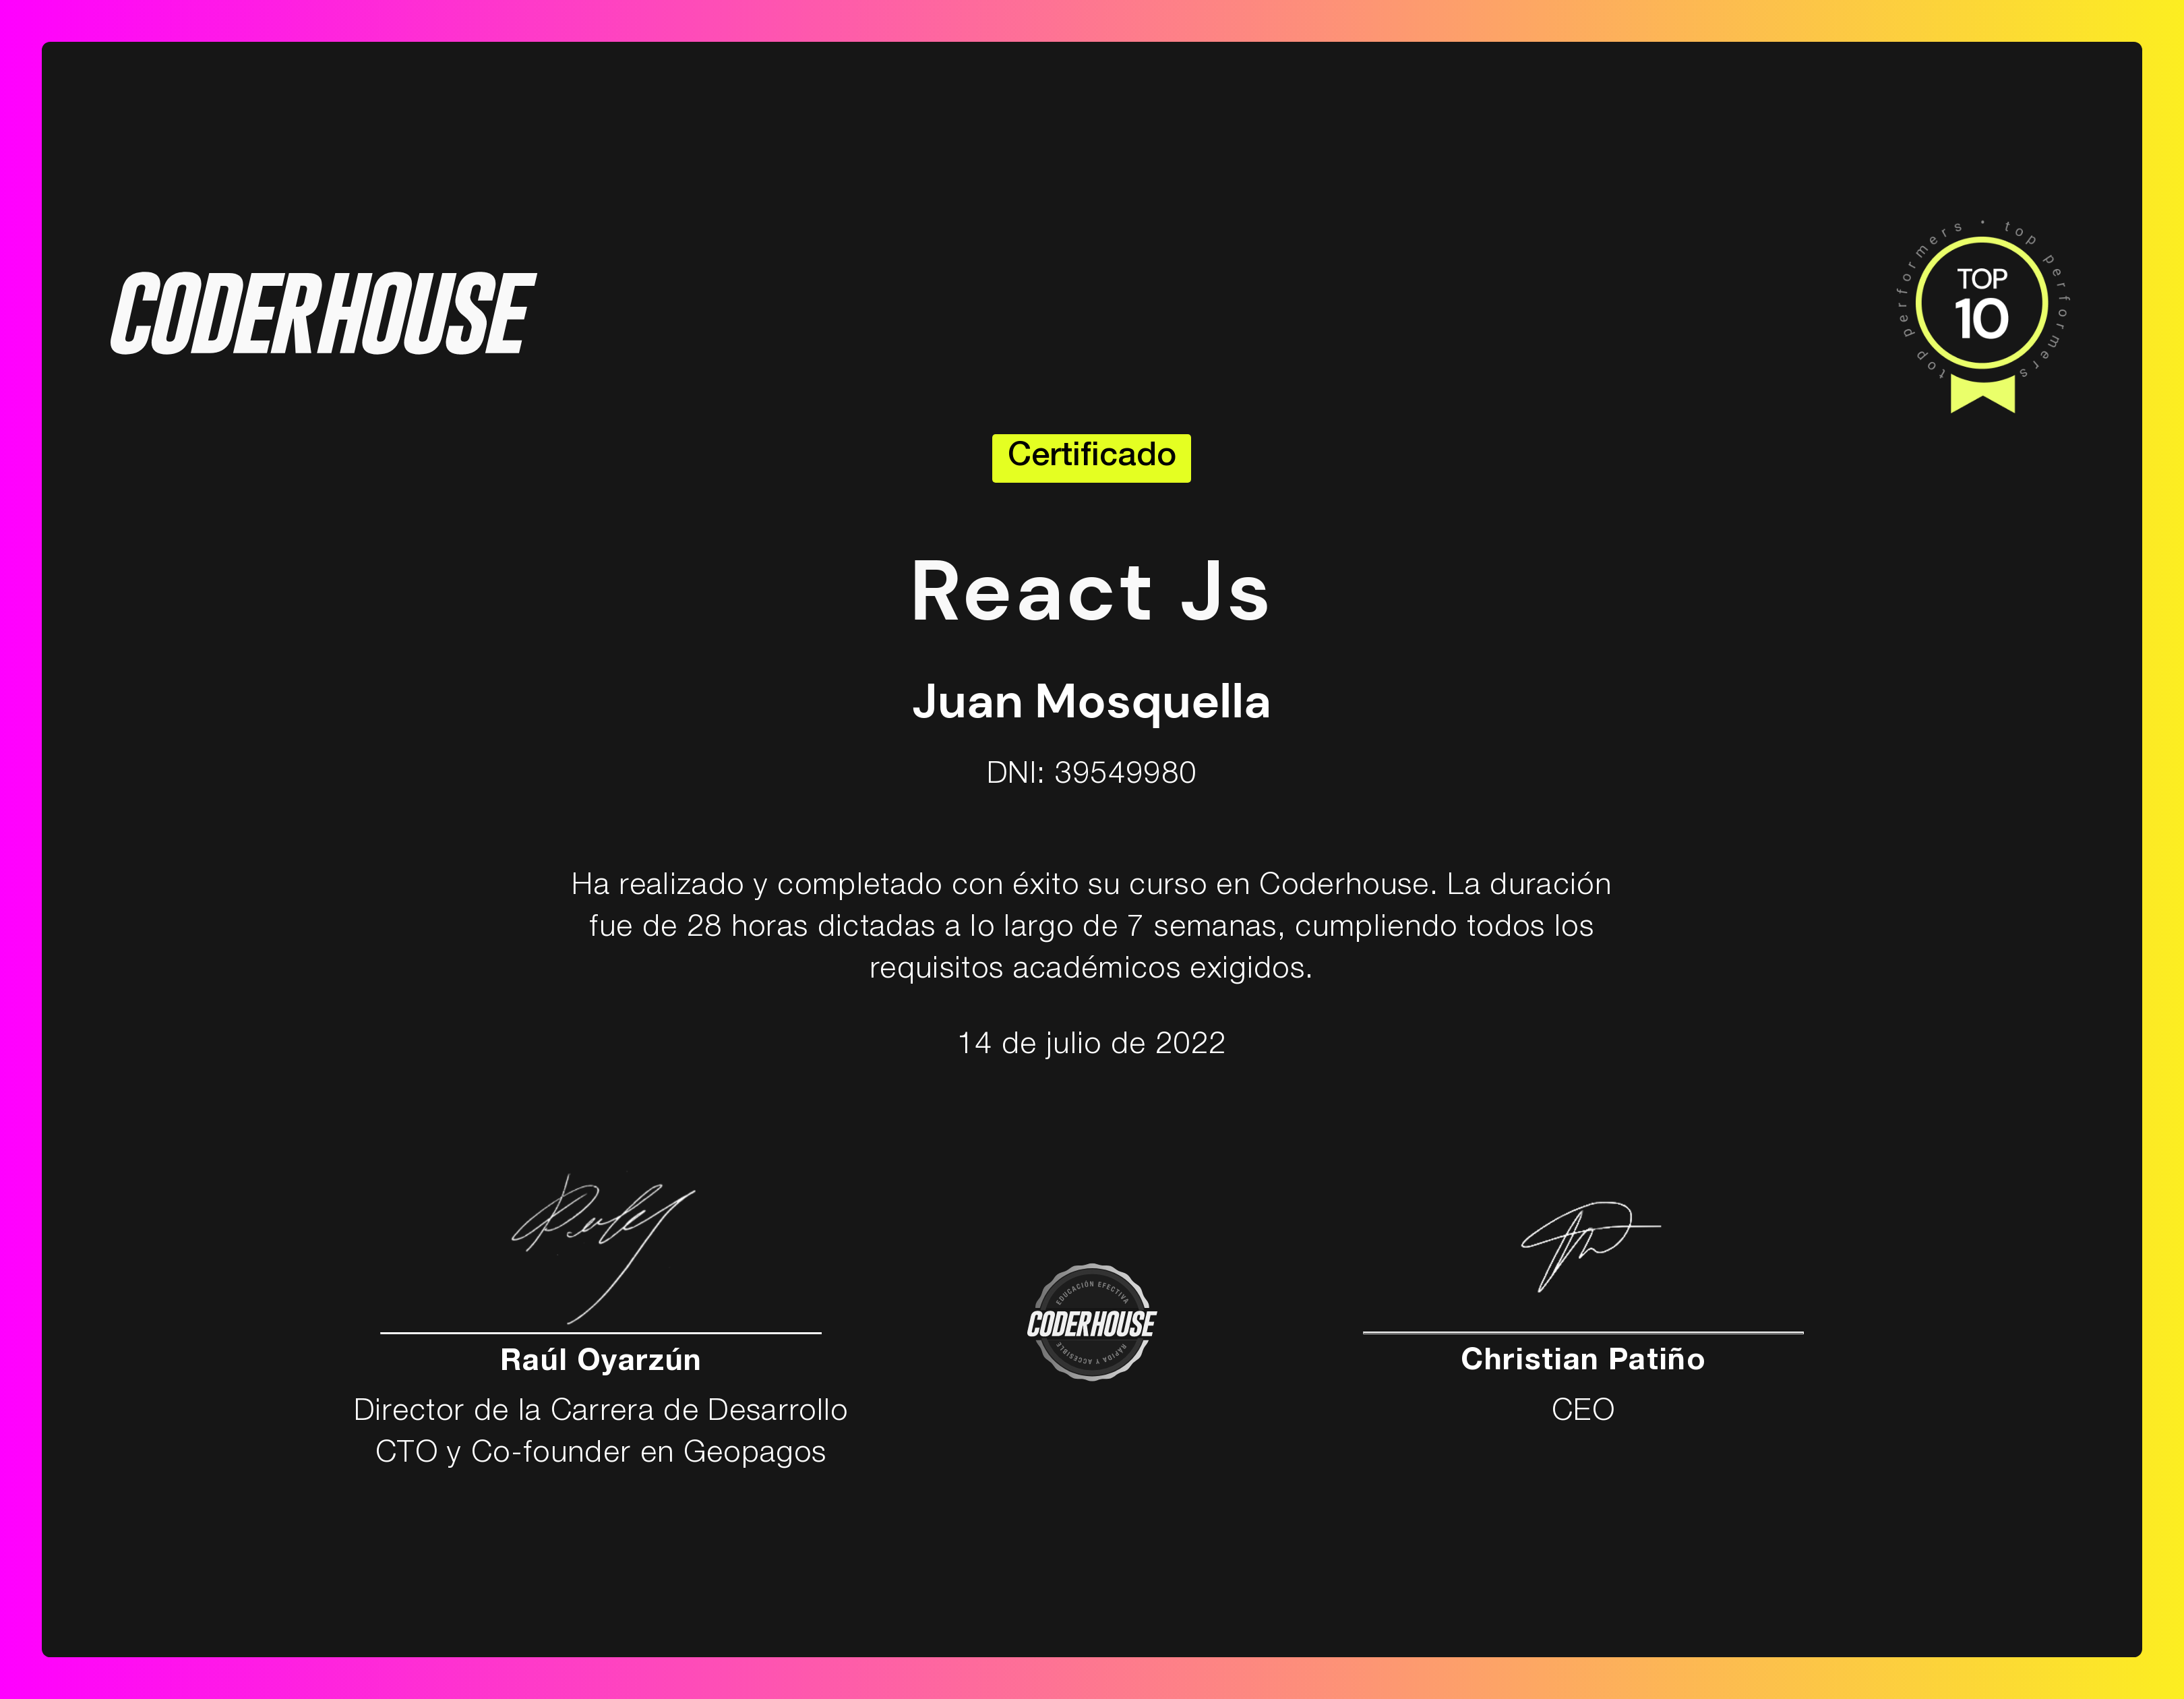 CODERHOUSE
top performers • top performers
TOP
10
Certificado
React Js
Juan Mosquella
DNI: 39549980
Ha realizado y completado con éxito su curso en Coderhouse. La duración
fue de 28 horas dictadas a lo largo de 7 semanas, cumpliendo todos los
requisitos académicos exigidos.
14 de julio de 2022
Raúl Oyarzún
Director de la Carrera de Desarrollo
CTO y Co-founder en Geopagos
EDUCACIÓN EFECTIVA
CODERHOUSE
RÁPIDA Y ACCESIBLE
Christian Patiño
CEO